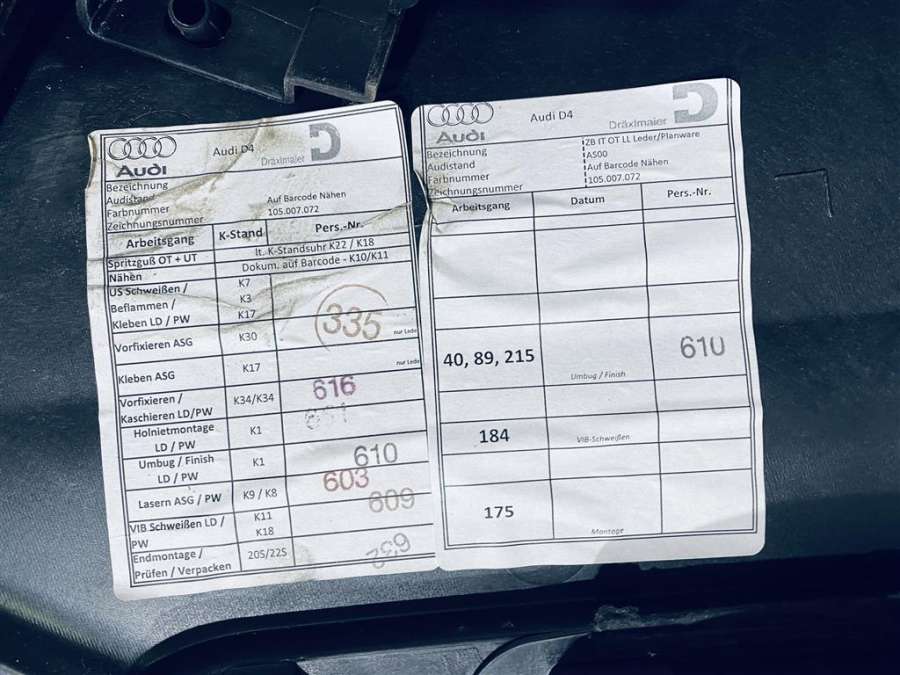 Audi
Audi D4
Dräxlmaier
Bezeichnung
Audistand
Farbnummer
Auf Barcode Nähen
Zeichnungsnummer
105.007.072
Arbeitsgang K-Stand Pers.-Nr.
Spritzguß OT + UT lt. K-Standsuhr K22 / K18
Nähen Dokum. auf Barcode - K10/K11
US Schweißen / K7
Beflammen / K3
Kleben LD / PW K17
335
Vorfixieren ASG K30 nur Lede
Kleben ASG K17 nur Lede
Vorfixieren / Kaschieren LD/PW K34/K34 616
Holnietmontage LD / PW K1
Umbug / Finish LD / PW K1 610
Lasern ASG / PW K9 / K8 603
609
VIB Schweißen LD / PW K11 K18
Endmontage / Prüfen / Verpacken 205/225
Audi
Audi D4
Dräxlmaier
Bezeichnung ZB IT OT LL Leder/Planware
Audistand AS00
Farbnummer Auf Barcode Nähen
Zeichnungsnummer 105.007.072
Arbeitsgang Datum Pers.-Nr.
40, 89, 215 Umbug / Finish 610
184 VIB-Schweißen
175 Montage